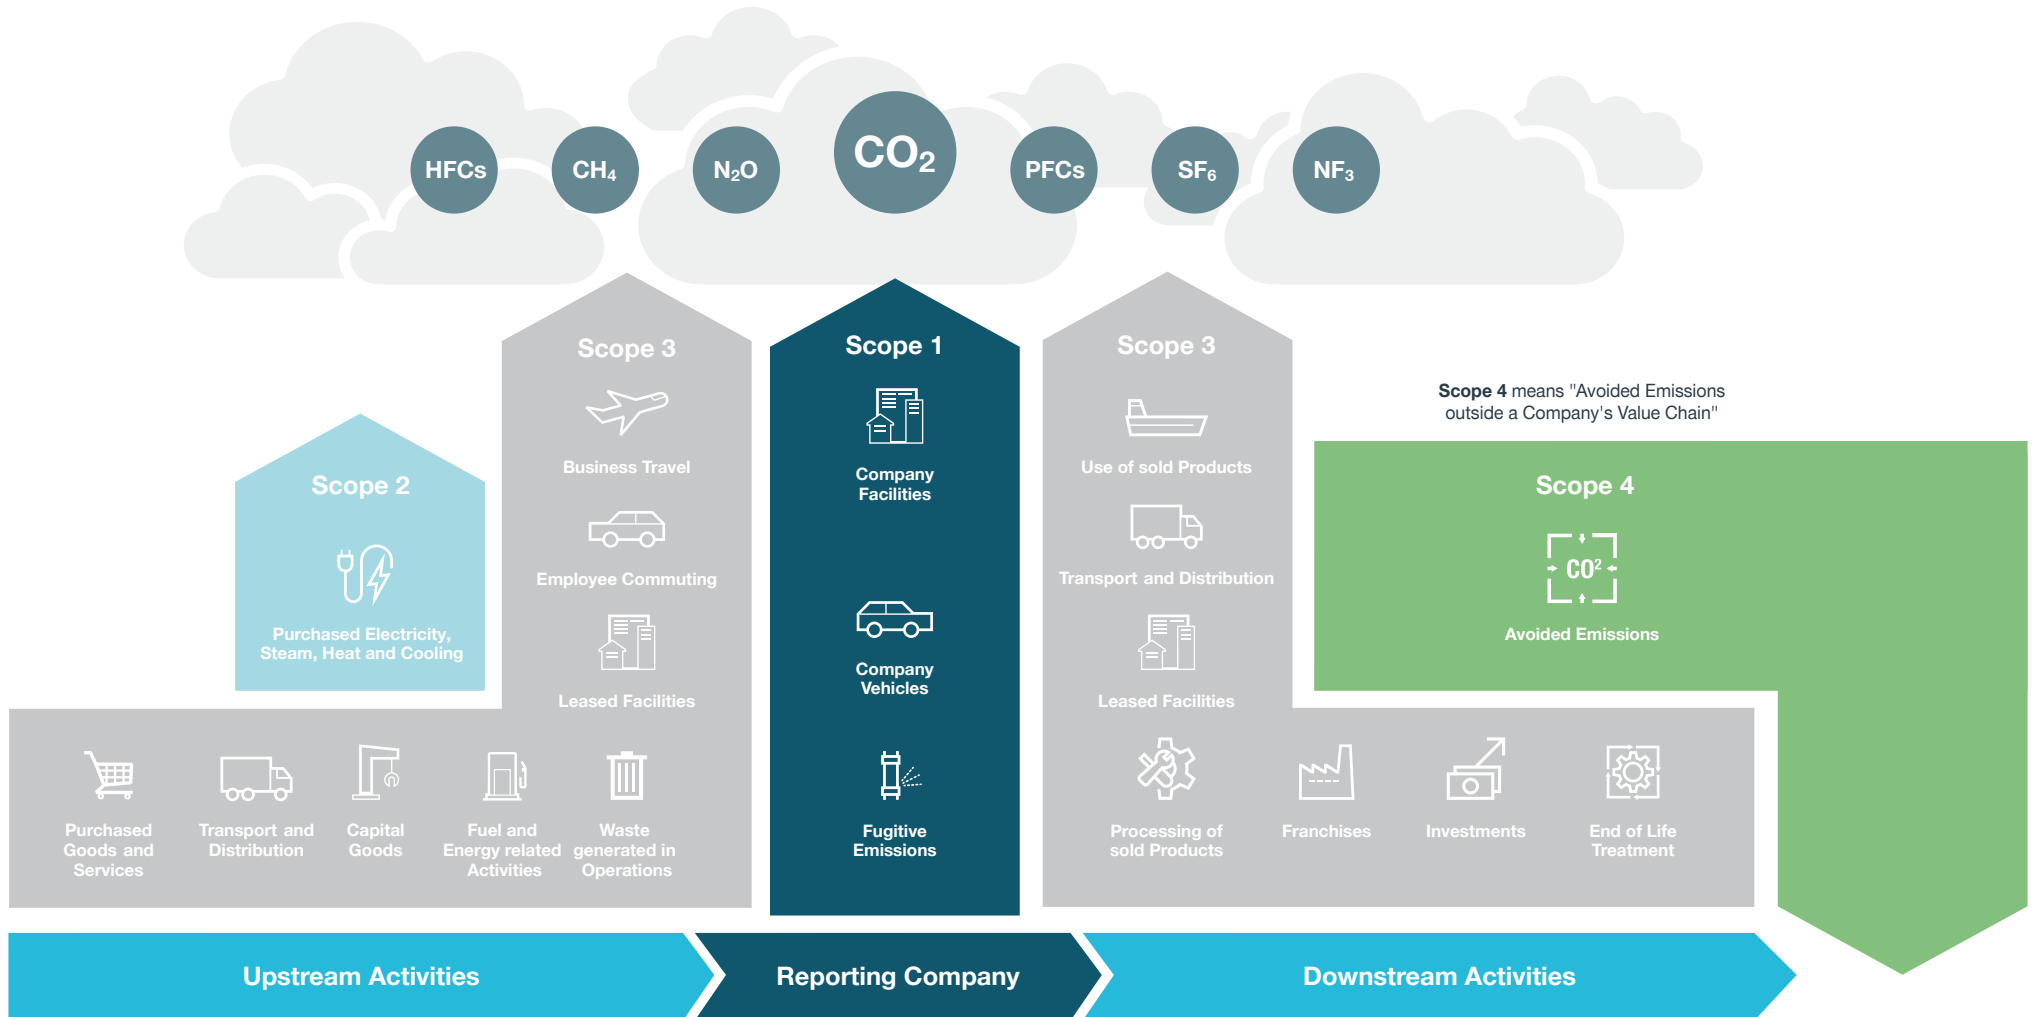 HFCs
CH₄
N₂O
CO₂
PFCs
SF₆
NF₃
Scope 3
Business Travel
Employee Commuting
Leased Facilities
Scope 1
Company
Facilities
Company
Vehicles
Fugitive
Emissions
Scope 3
Use of sold Products
Transport and Distribution
Leased Facilities
Scope 2
Purchased Electricity,
Steam, Heat and Cooling
Scope 4 means "Avoided Emissions
outside a Company's Value Chain"
Scope 4
CO²
Avoided Emissions
Purchased
Goods and
Services
Transport and
Distribution
Capital
Goods
Fuel and
Energy related
Activities
Waste
generated in
Operations
Processing of
sold Products
Franchises
Investments
End of Life
Treatment
Upstream Activities
Reporting Company
Downstream Activities